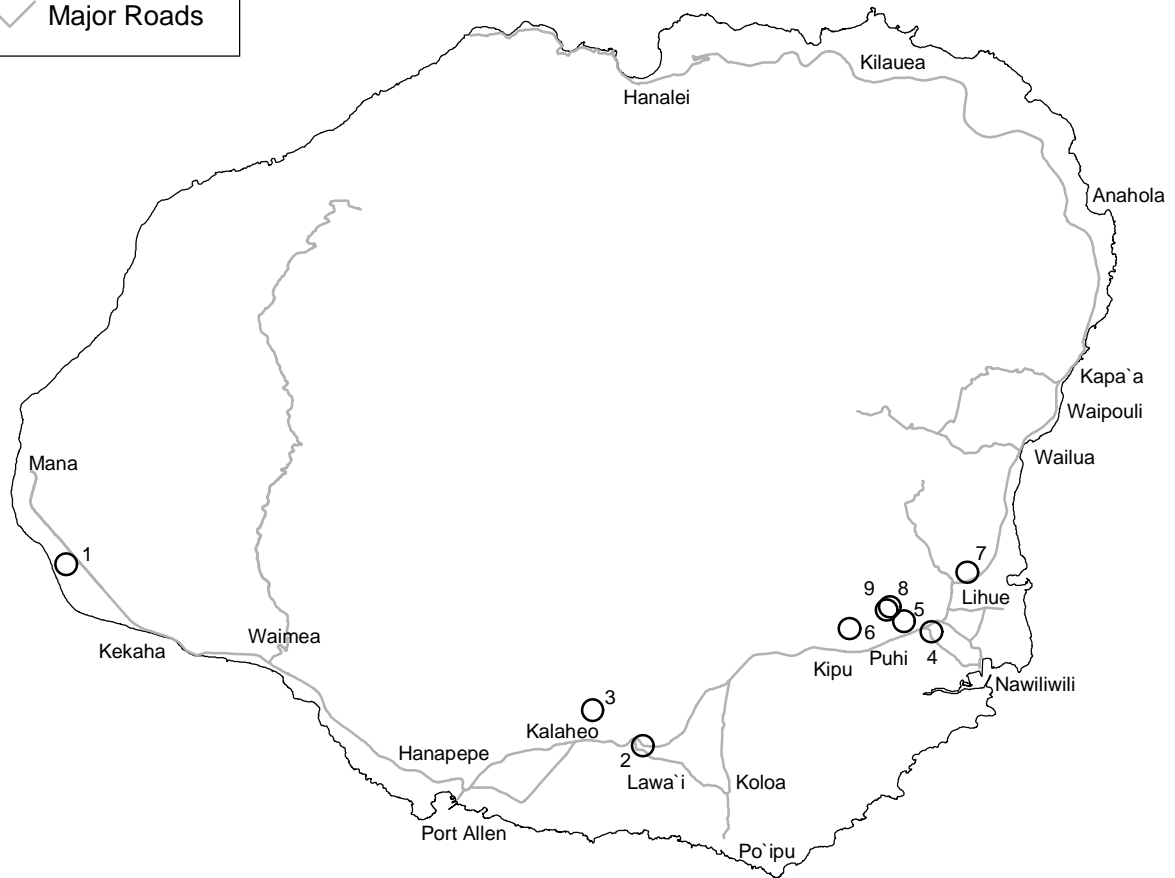 Major Roads
Kilauea
Hanalei
Anahola
Kapa`a
Waipouli
Wailua
Mana
1
7
9
8
Lihue
5
6
Waimea
Kekaha
4
Puhi
Kipu
Nawiliwili
3
Kalaheo
Hanapepe
2
Lawa`i
Koloa
Port Allen
Po`ipu